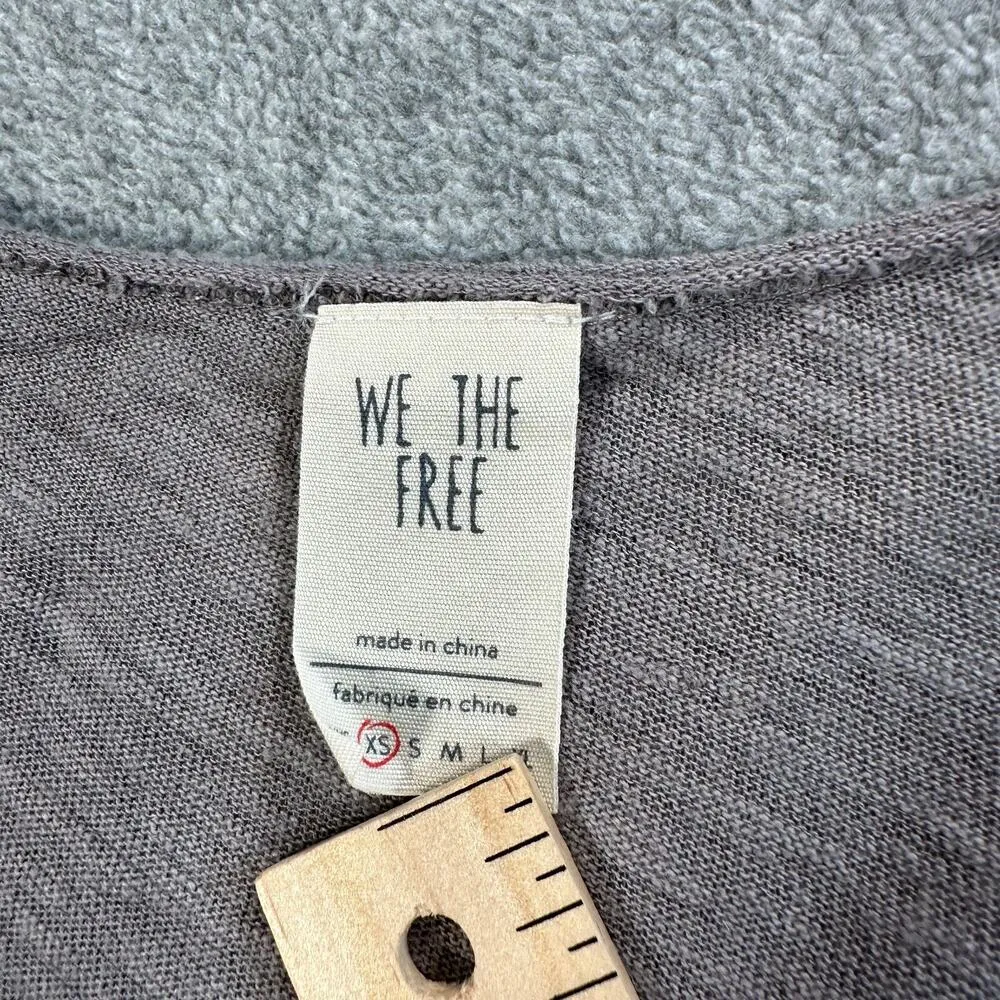 WE THE
FREE
made in china
fabriqué en chine
XS S M L